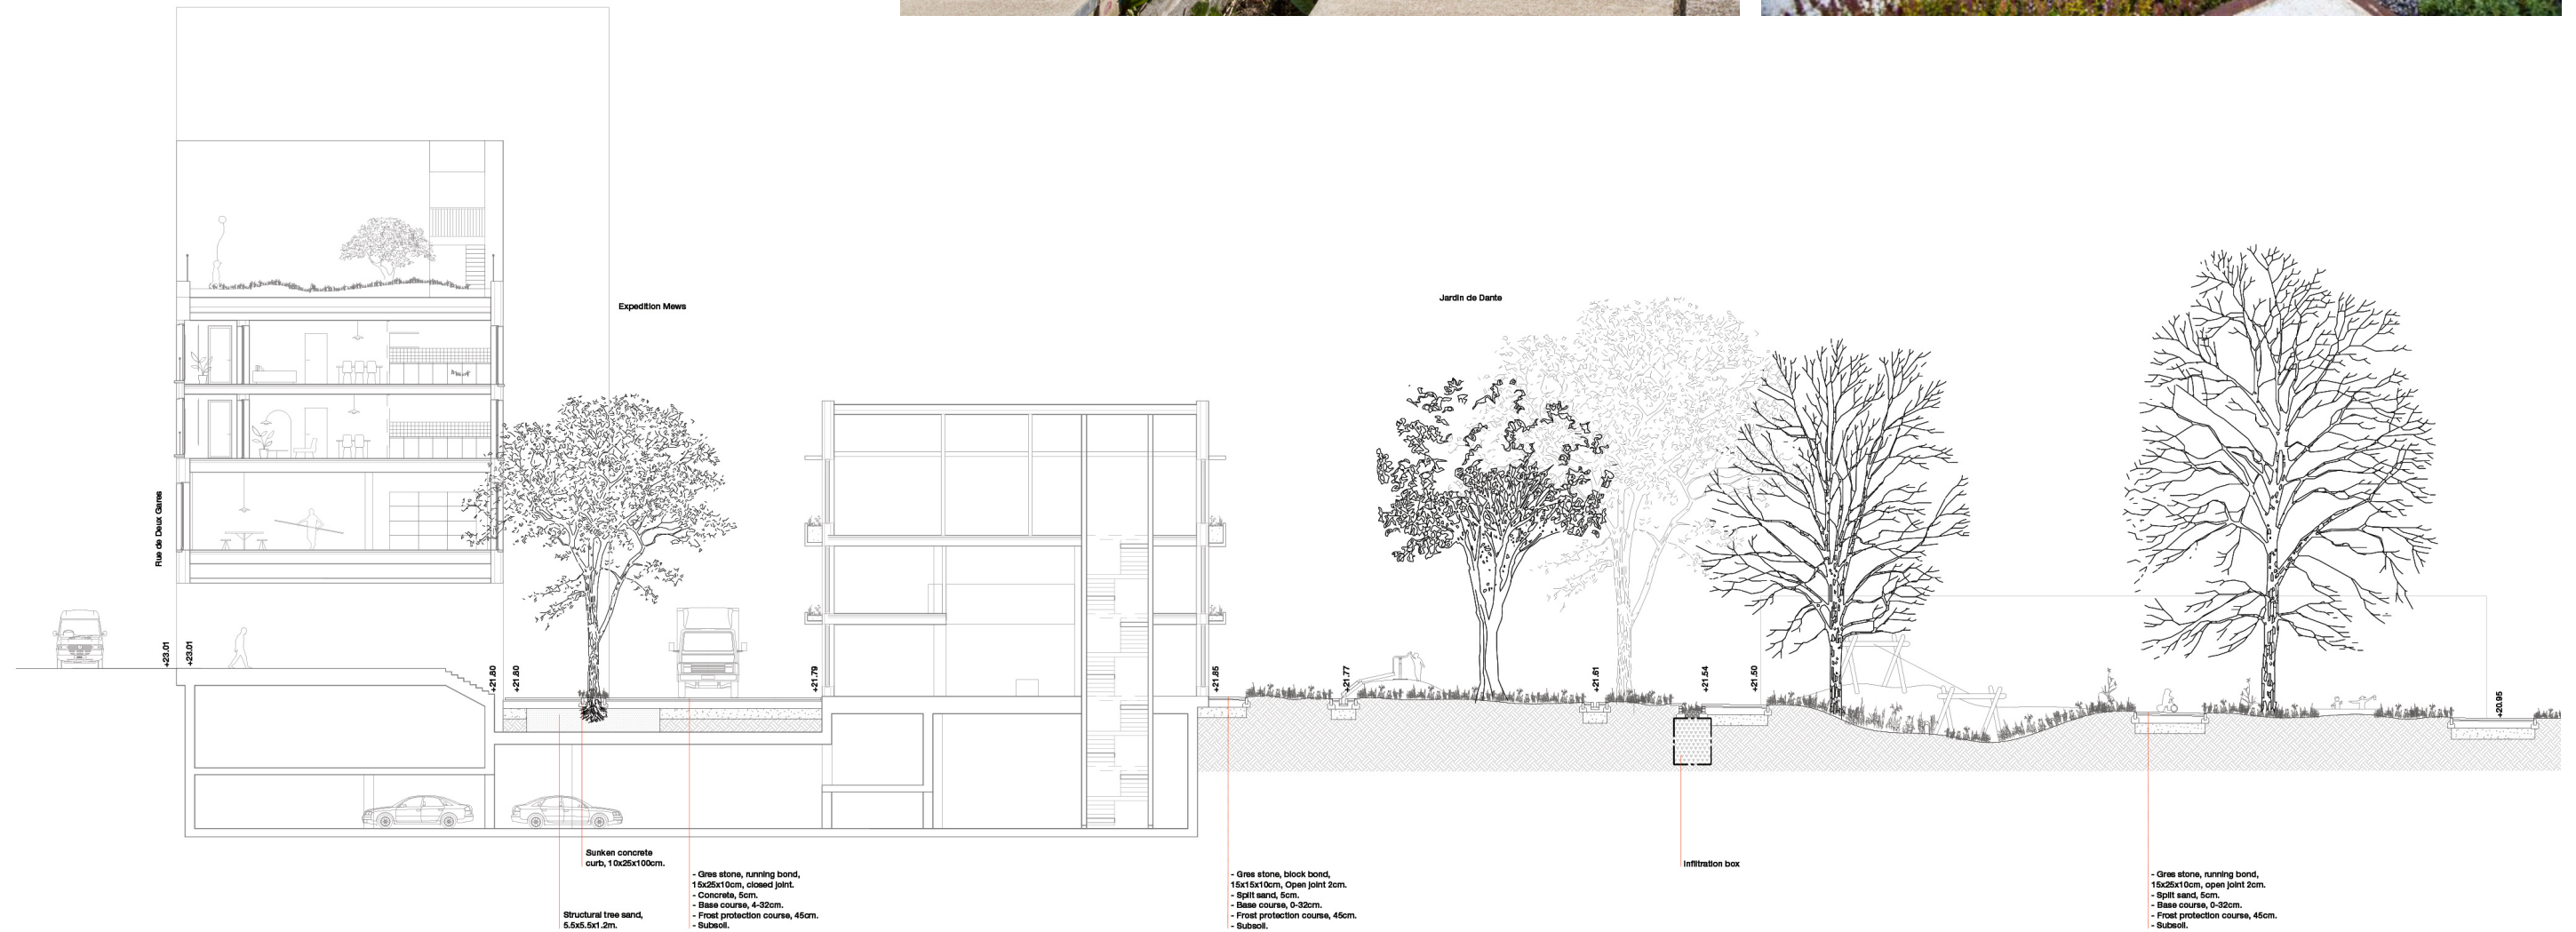 Expedition Mews
Jardin de Dante
Rue de Deux Gares
+23.01
+23.01
+21.80
+21.80
+21.79
+21.85
+21.77
+21.61
+21.54
+21.50
+20.95
Sunken concrete
curb, 10x25x100cm.
Structural tree sand,
5.5x5.5x1.2m.
- Gres stone, running bond,
15x25x10cm, closed joint.
- Concrete, 5cm.
- Base course, 4-32cm.
- Frost protection course, 45cm.
- Subsoil.
- Gres stone, block bond,
15x15x10cm, Open joint 2cm.
- Split sand, 5cm.
- Base course, 0-32cm.
- Frost protection course, 45cm.
- Subsoil.
Infiltration box
- Gres stone, running bond,
15x25x10cm, open joint 2cm.
- Split sand, 5cm.
- Base course, 0-32cm.
- Frost protection course, 45cm.
- Subsoil.